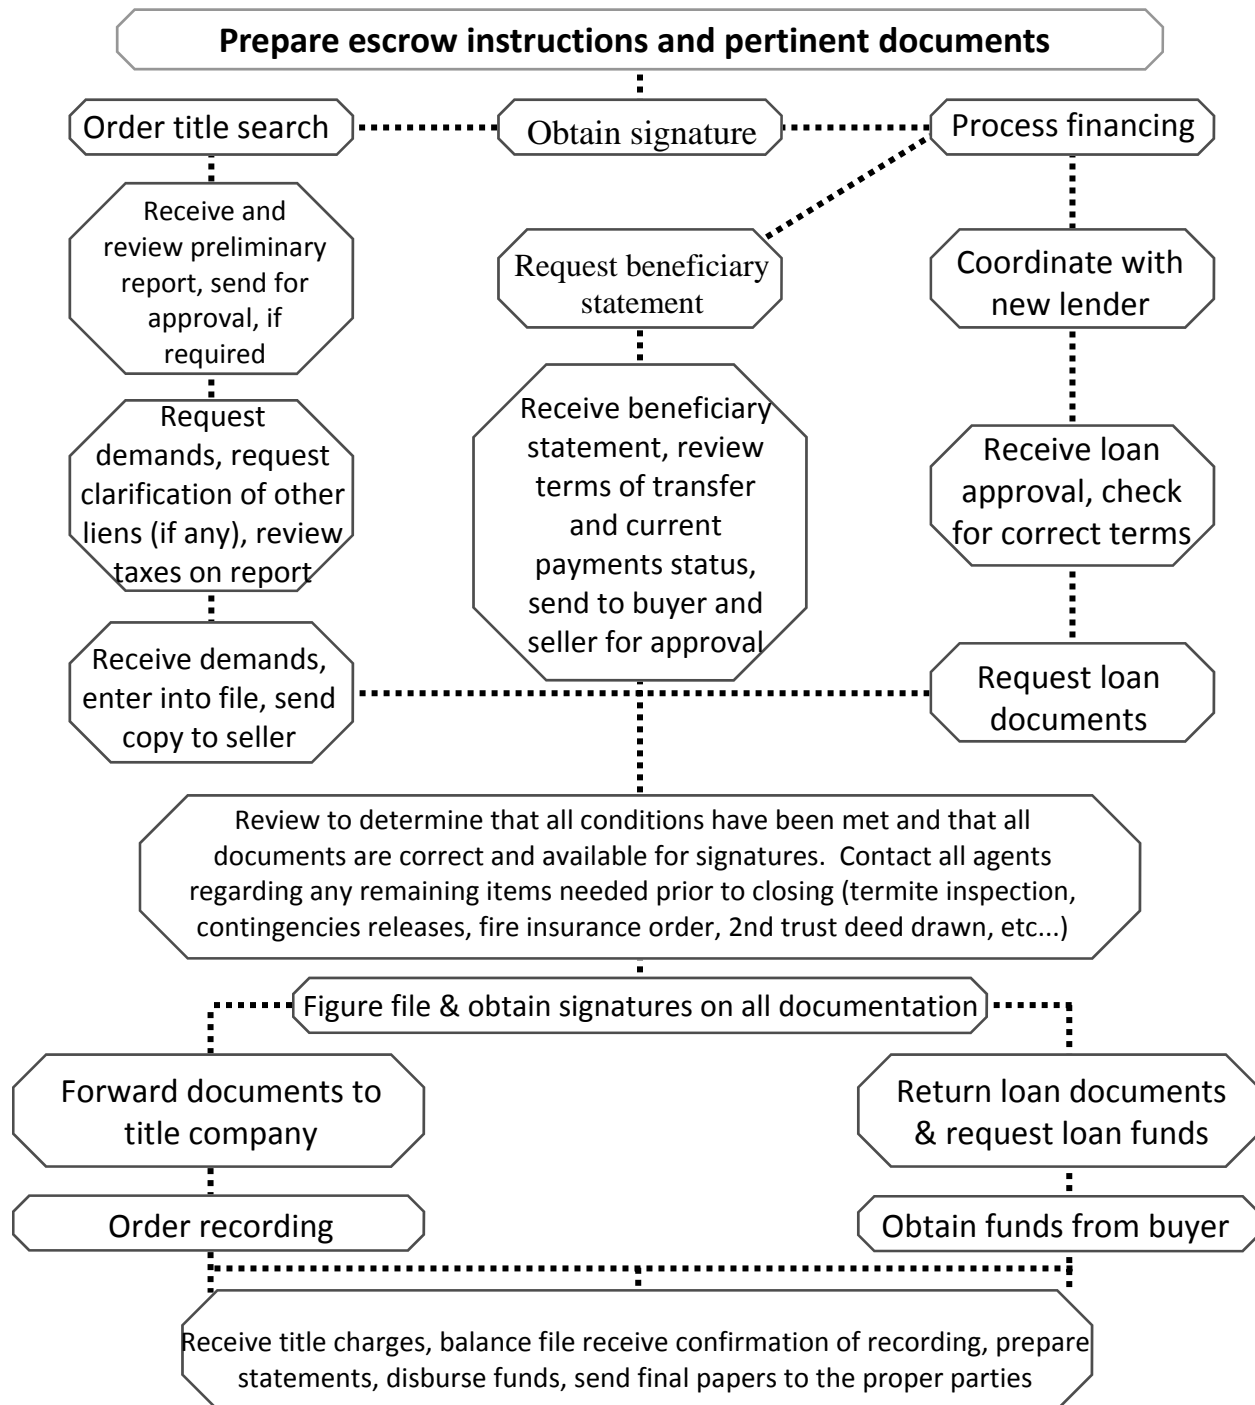 Prepare escrow instructions and pertinent documents
Order title search
Obtain signature
Process financing
Receive and
review preliminary
report, send for
approval, if
required
Request beneficiary
statement
Coordinate with
new lender
Request
demands, request
clarification of other
liens (if any), review
taxes on report
Receive beneficiary
statement, review
terms of transfer
and current
payments status,
send to buyer and
seller for approval
Receive loan
approval, check
for correct terms
Receive demands,
enter into file, send
copy to seller
Request loan
documents
Review to determine that all conditions have been met and that all
documents are correct and available for signatures.  Contact all agents
regarding any remaining items needed prior to closing (termite inspection,
contingencies releases, fire insurance order, 2nd trust deed drawn, etc...)
Figure file & obtain signatures on all documentation
Forward documents to
title company
Return loan documents
& request loan funds
Order recording
Obtain funds from buyer
Receive title charges, balance file receive confirmation of recording, prepare
statements, disburse funds, send final papers to the proper parties